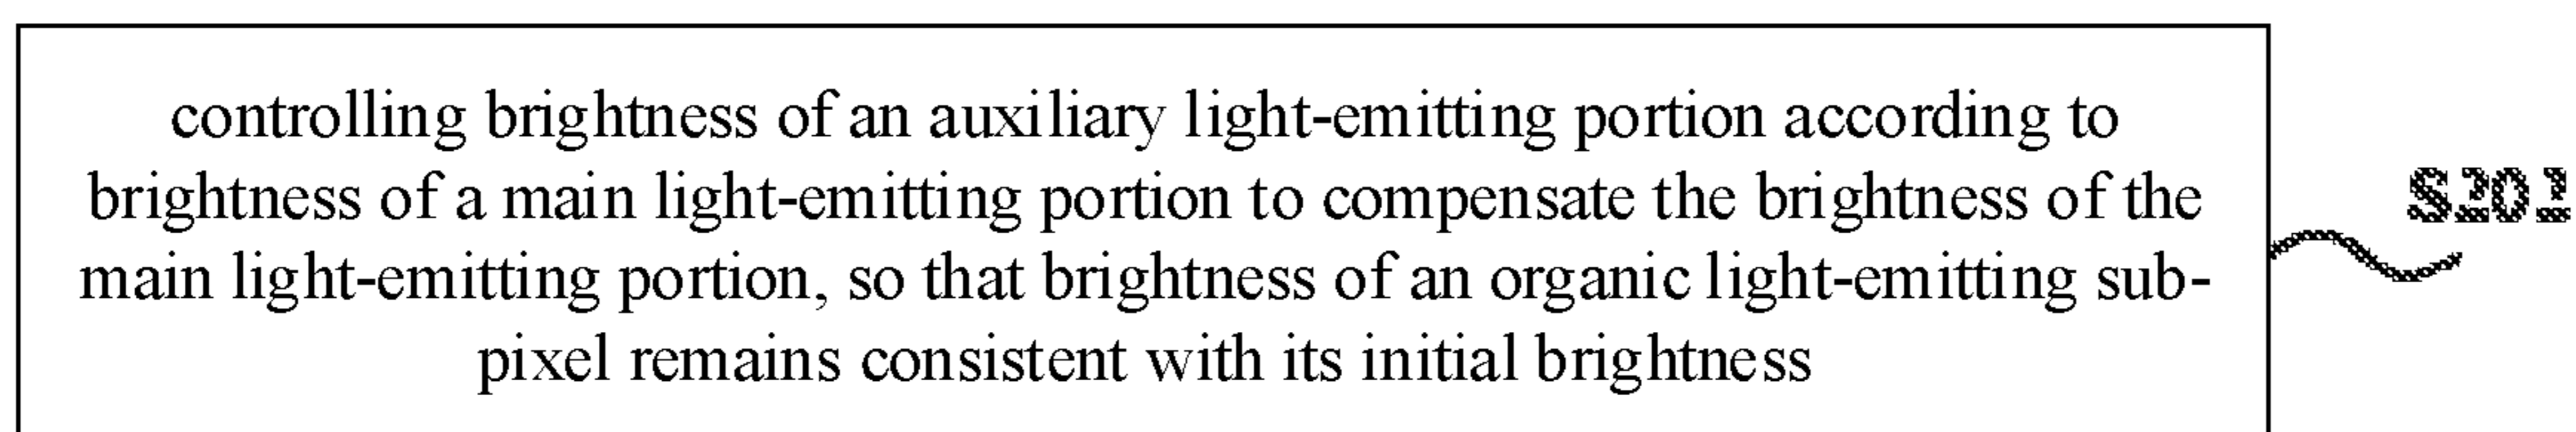 controlling brightness of an auxiliary light-emitting portion according to
brightness of a main light-emitting portion to compensate the brightness of the
main light-emitting portion, so that brightness of an organic light-emitting sub-
pixel remains consistent with its initial brightness